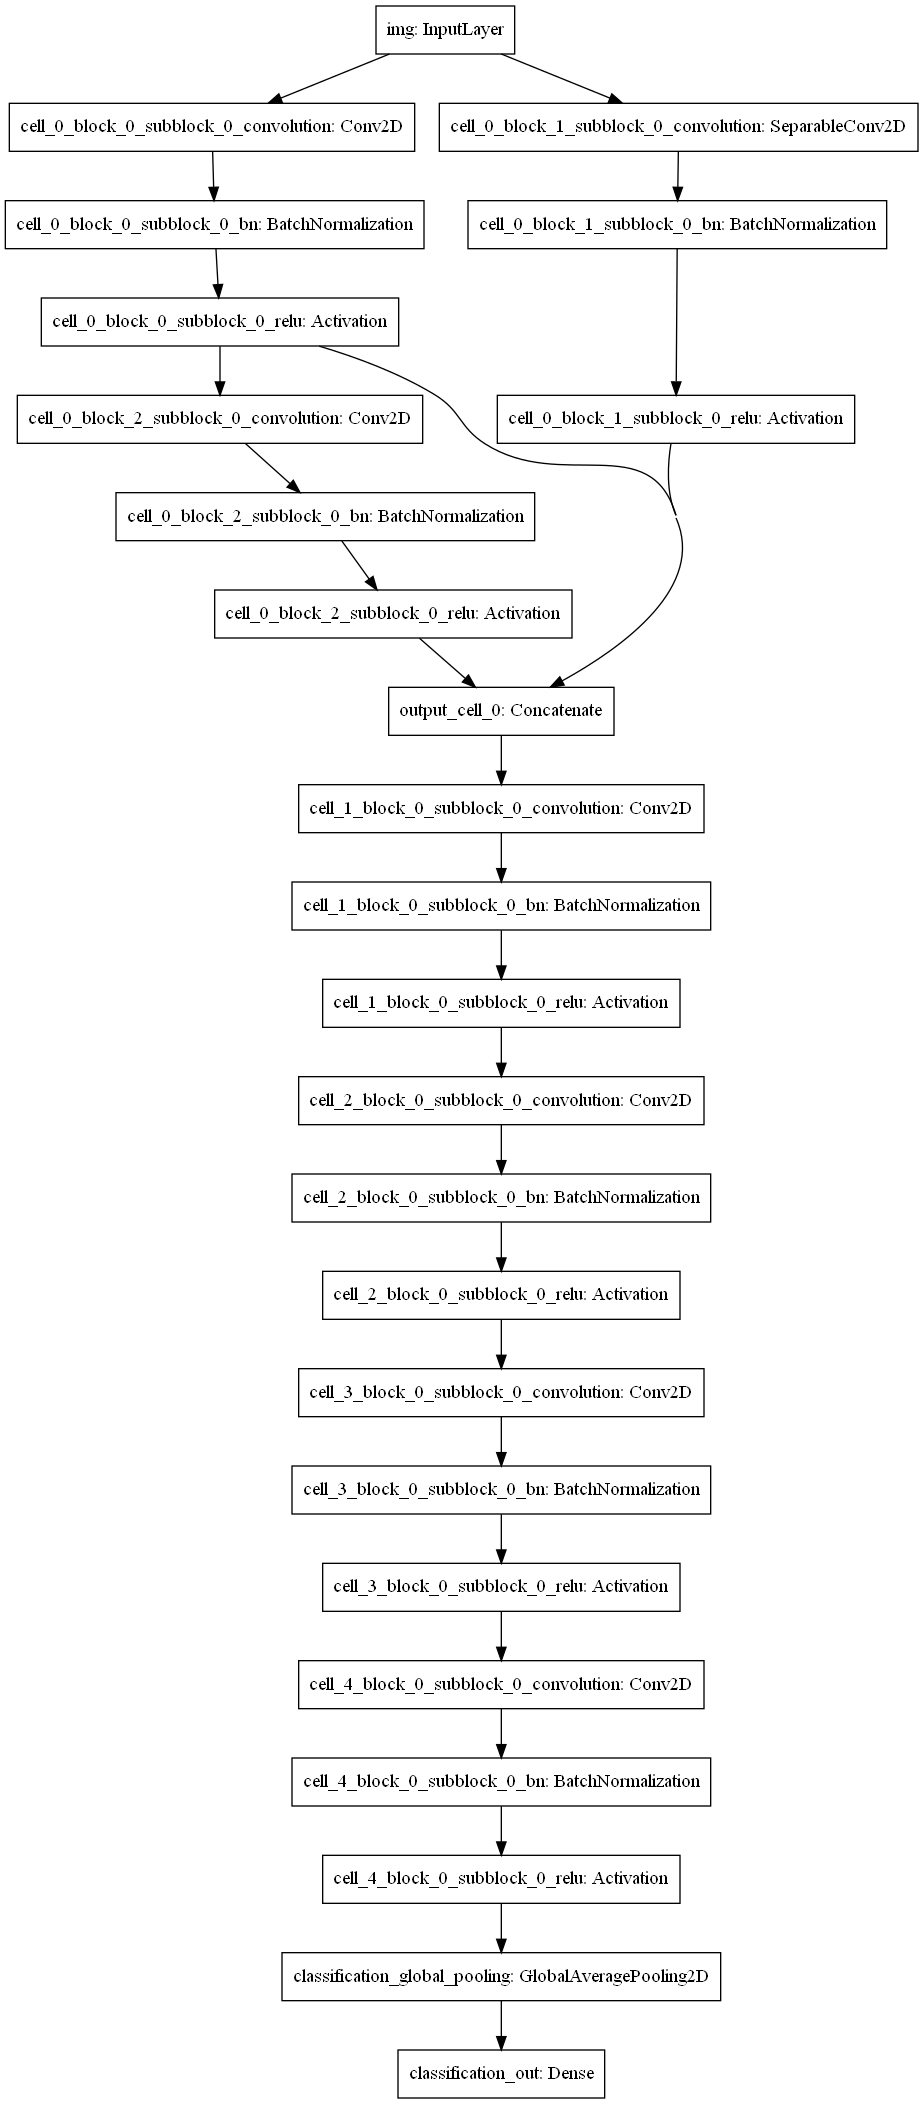 img: InputLayer
cell_0_block_0_subblock_0_convolution: Conv2D
cell_0_block_1_subblock_0_convolution: SeparableConv2D
cell_0_block_0_subblock_0_bn: BatchNormalization
cell_0_block_1_subblock_0_bn: BatchNormalization
cell_0_block_0_subblock_0_relu: Activation
cell_0_block_2_subblock_0_convolution: Conv2D
cell_0_block_1_subblock_0_relu: Activation
cell_0_block_2_subblock_0_bn: BatchNormalization
cell_0_block_2_subblock_0_relu: Activation
output_cell_0: Concatenate
cell_1_block_0_subblock_0_convolution: Conv2D
cell_1_block_0_subblock_0_bn: BatchNormalization
cell_1_block_0_subblock_0_relu: Activation
cell_2_block_0_subblock_0_convolution: Conv2D
cell_2_block_0_subblock_0_bn: BatchNormalization
cell_2_block_0_subblock_0_relu: Activation
cell_3_block_0_subblock_0_convolution: Conv2D
cell_3_block_0_subblock_0_bn: BatchNormalization
cell_3_block_0_subblock_0_relu: Activation
cell_4_block_0_subblock_0_convolution: Conv2D
cell_4_block_0_subblock_0_bn: BatchNormalization
cell_4_block_0_subblock_0_relu: Activation
classification_global_pooling: GlobalAveragePooling2D
classification_out: Dense